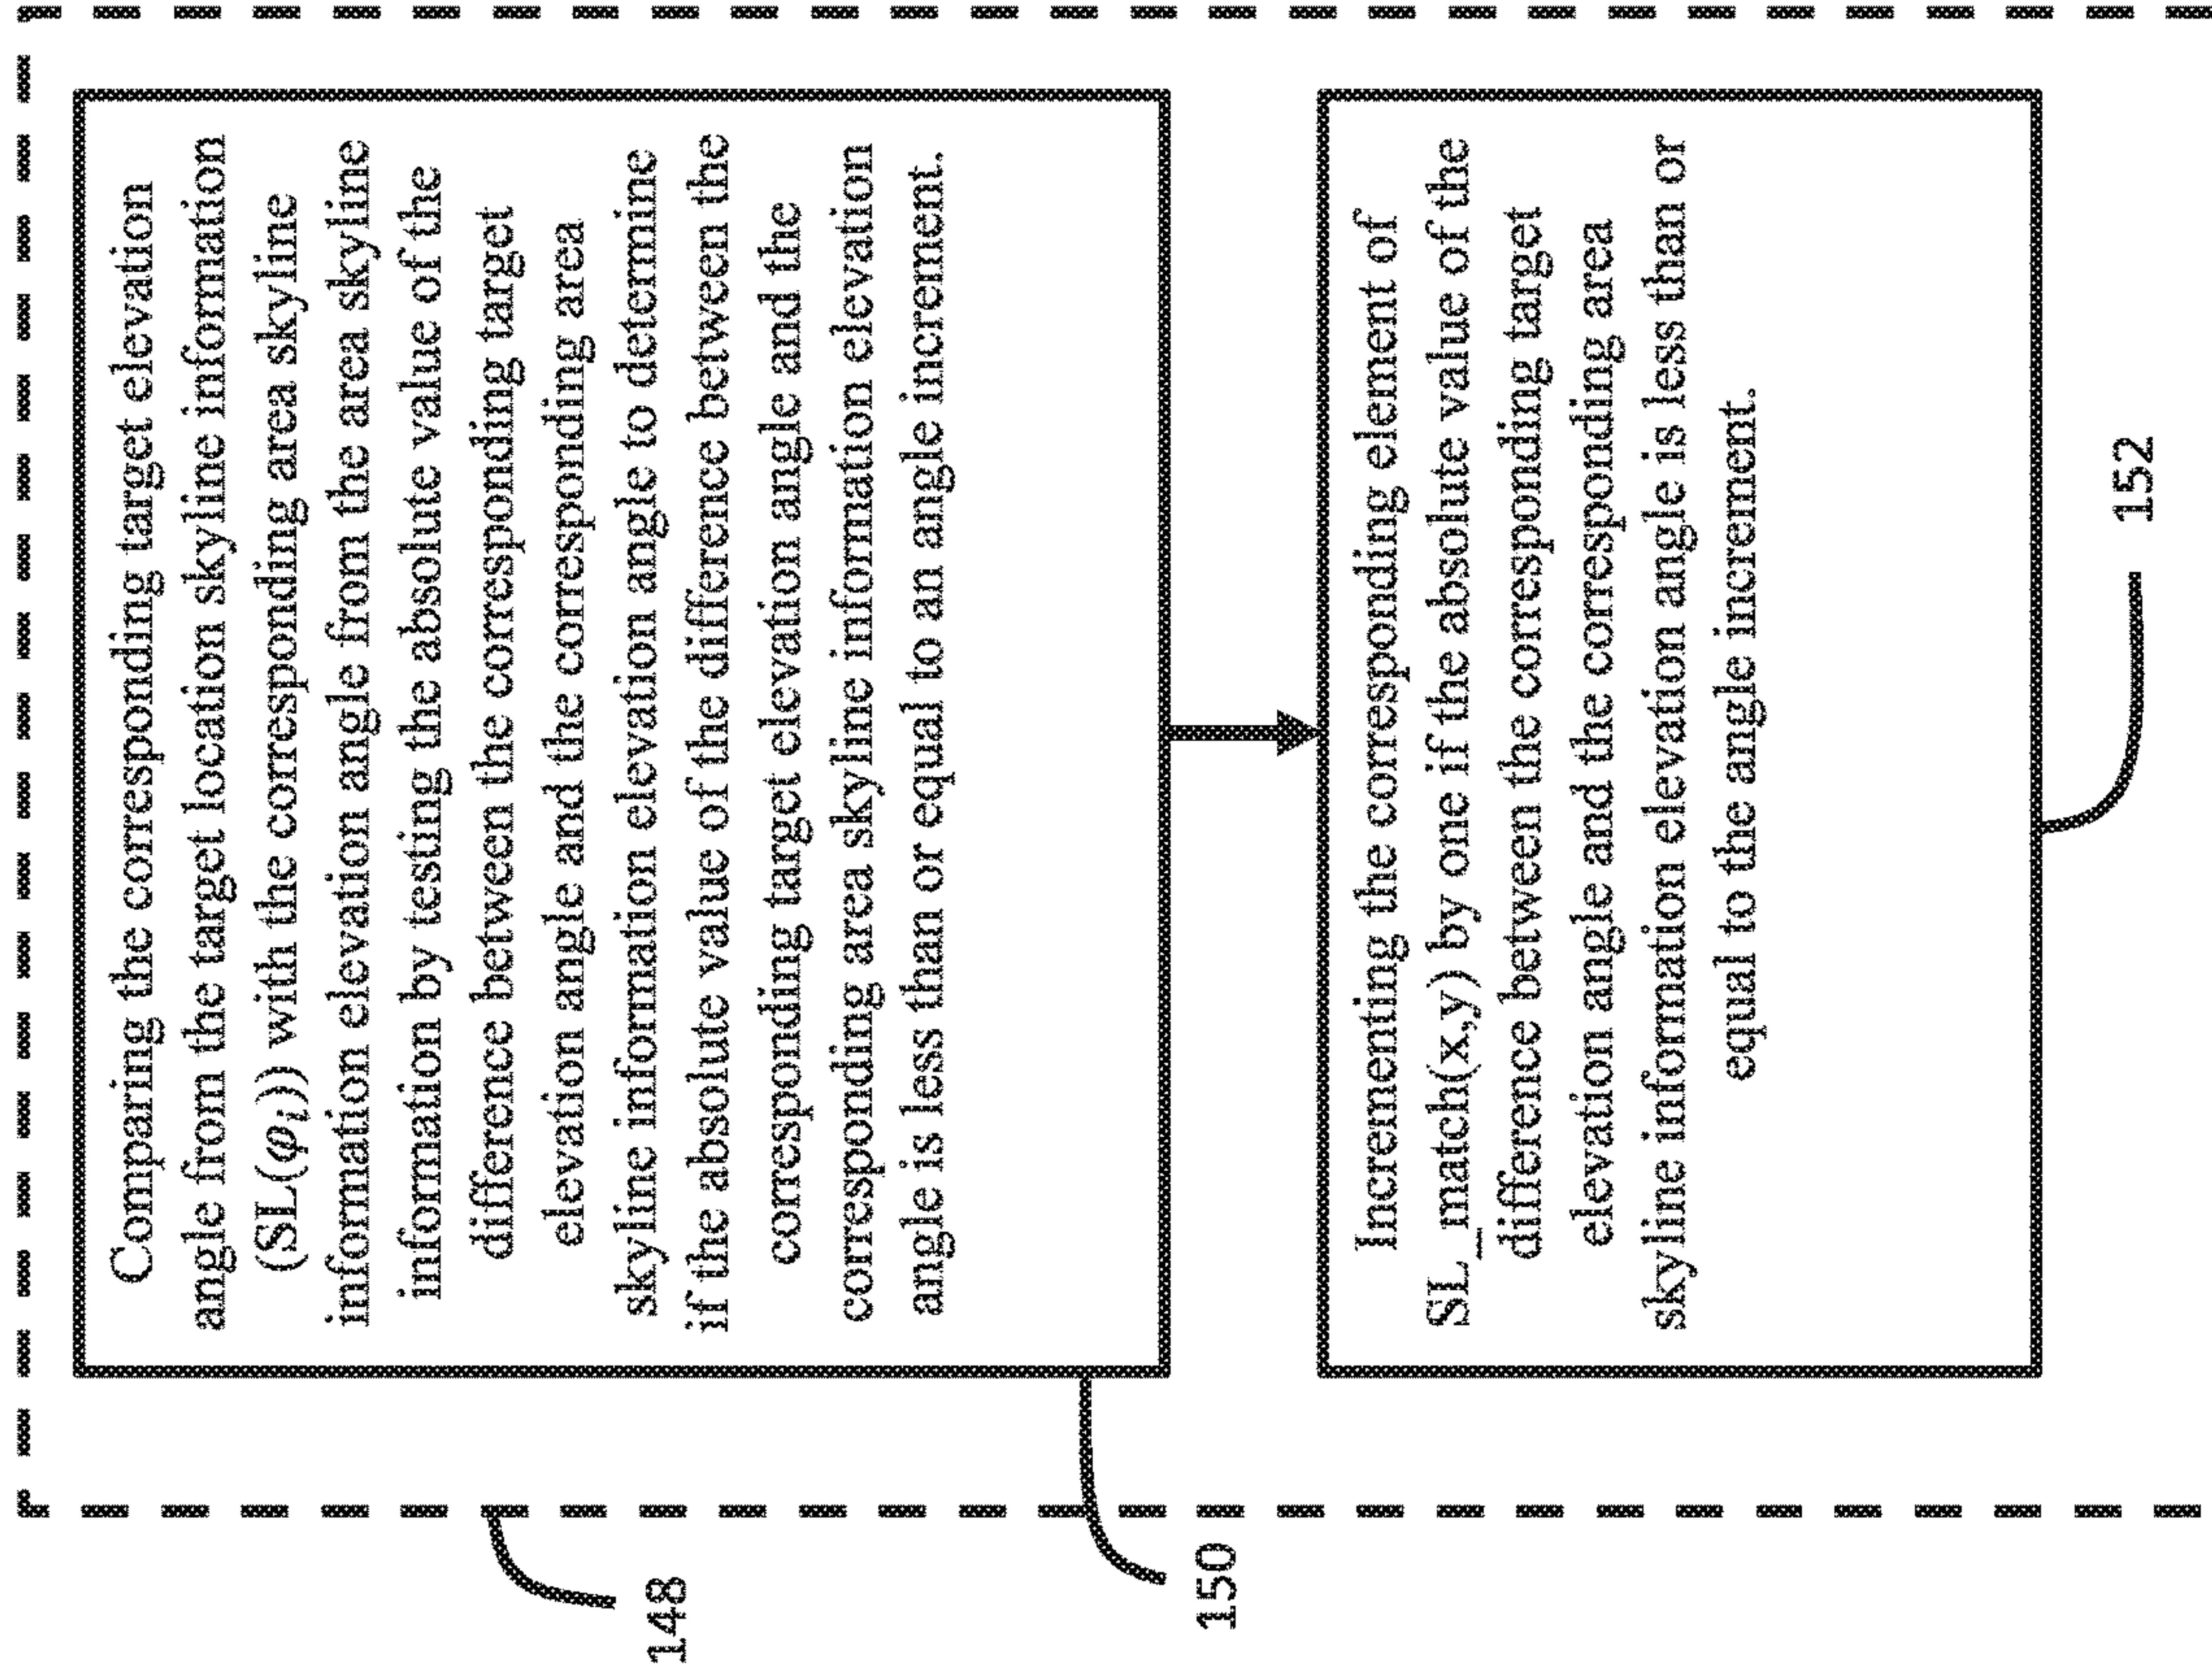 Comparing the corresponding target elevation
angle from the target location skyline information
(SL(φᵢ)) with the corresponding area skyline
information elevation angle from the area skyline
information by testing the absolute value of the
difference between the corresponding target
elevation angle and the corresponding area
skyline information elevation angle to determine
if the absolute value of the difference between the
corresponding target elevation angle and the
corresponding area skyline information elevation
angle is less than or equal to an angle increment.
Incrementing the corresponding element of
SL_match(x,y) by one if the absolute value of the
difference between the corresponding target
elevation angle and the corresponding area
skyline information elevation angle is less than or
equal to the angle increment.
148
150
152